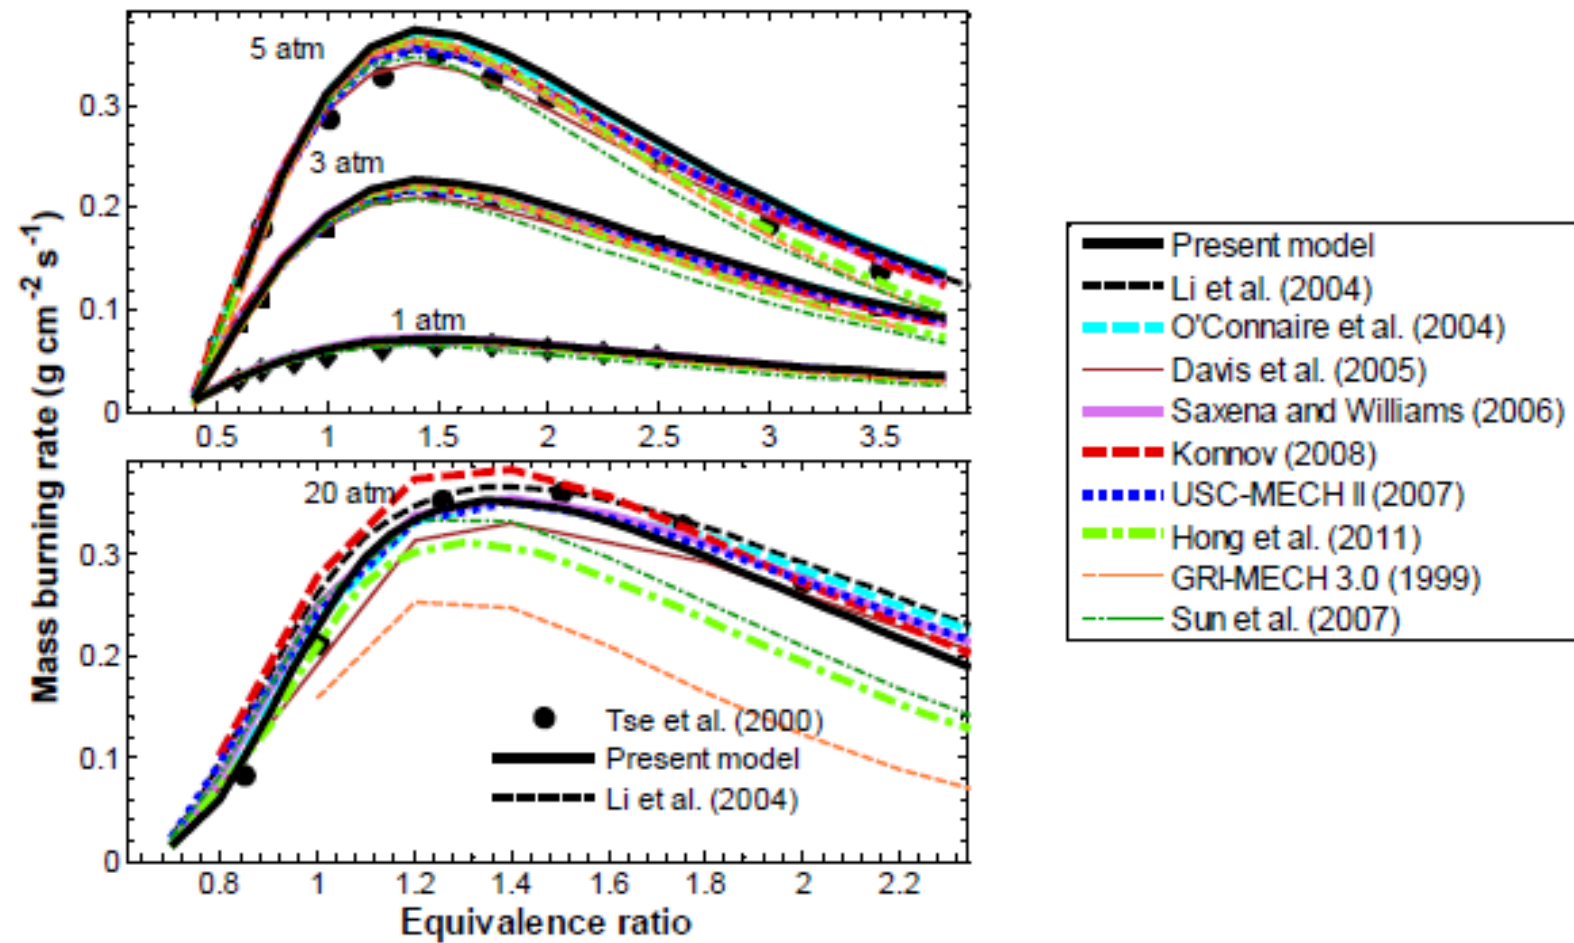 Mass burning rate (g cm-2 s-1)
5 atm
3 atm
1 atm
0.3
0.2
0.1
0
0.5 1 1.5 2 2.5 3 3.5
20 atm
0.3
0.2
0.1
0
Tse et al. (2000)
Present model
Li et al. (2004)
0.8 1 1.2 1.4 1.6 1.8 2 2.2
Equivalence ratio
Present model
Li et al. (2004)
O'Connaire et al. (2004)
Davis et al. (2005)
Saxena and Williams (2006)
Konnov (2008)
USC-MECH II (2007)
Hong et al. (2011)
GRI-MECH 3.0 (1999)
Sun et al. (2007)